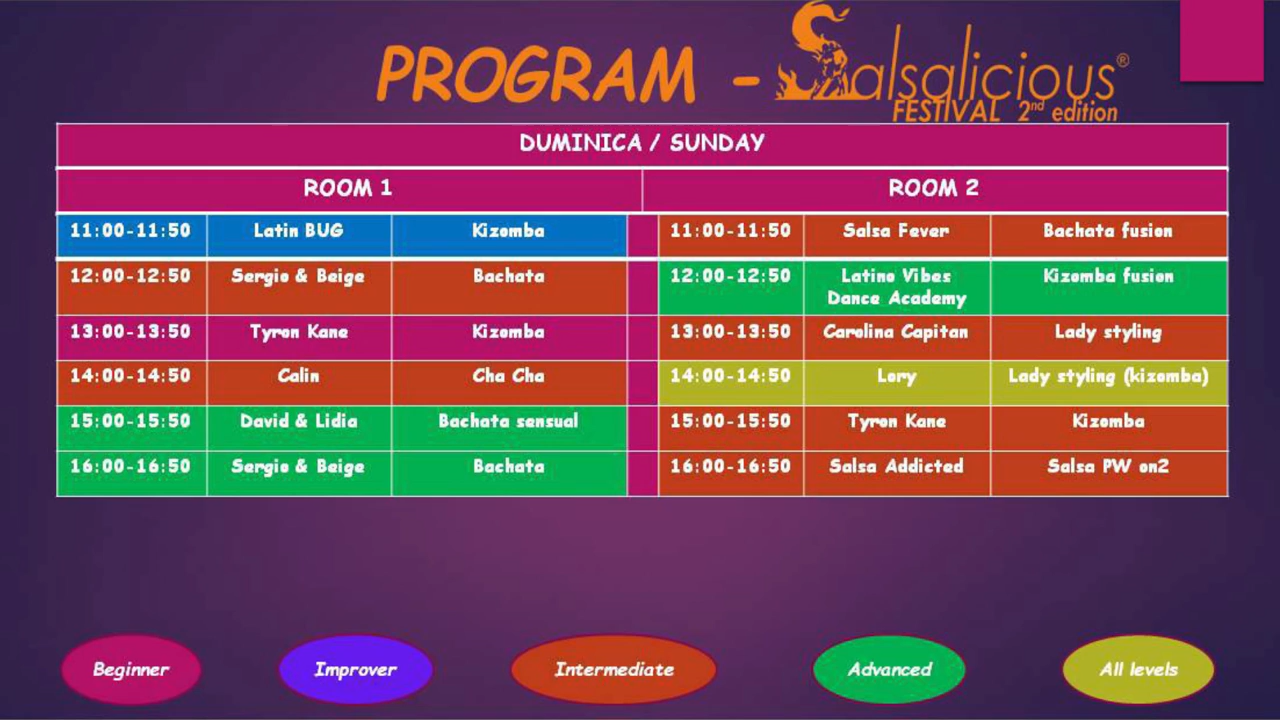 PROGRAM - Salsalicious®
FESTIVAL 2nd edition
DUMINICA / SUNDAY
ROOM 1 ROOM 2
11:00-11:50 Latin BUG Kizomba 11:00-11:50 Salsa Fever Bachata fusion
12:00-12:50 Sergio & Beige Bachata 12:00-12:50 Latino Vibes Kizomba fusion
Dance Academy
13:00-13:50 Tyron Kane Kizomba 13:00-13:50 Carolina Capitan Lady styling
14:00-14:50 Calin Cha Cha 14:00-14:50 Lory Lady styling (kizomba)
15:00-15:50 David & Lidia Bachata sensual 15:00-15:50 Tyron Kane Kizomba
16:00-16:50 Sergio & Beige Bachata 16:00-16:50 Salsa Addicted Salsa PW on2
Beginner Improver Intermediate Advanced All levels